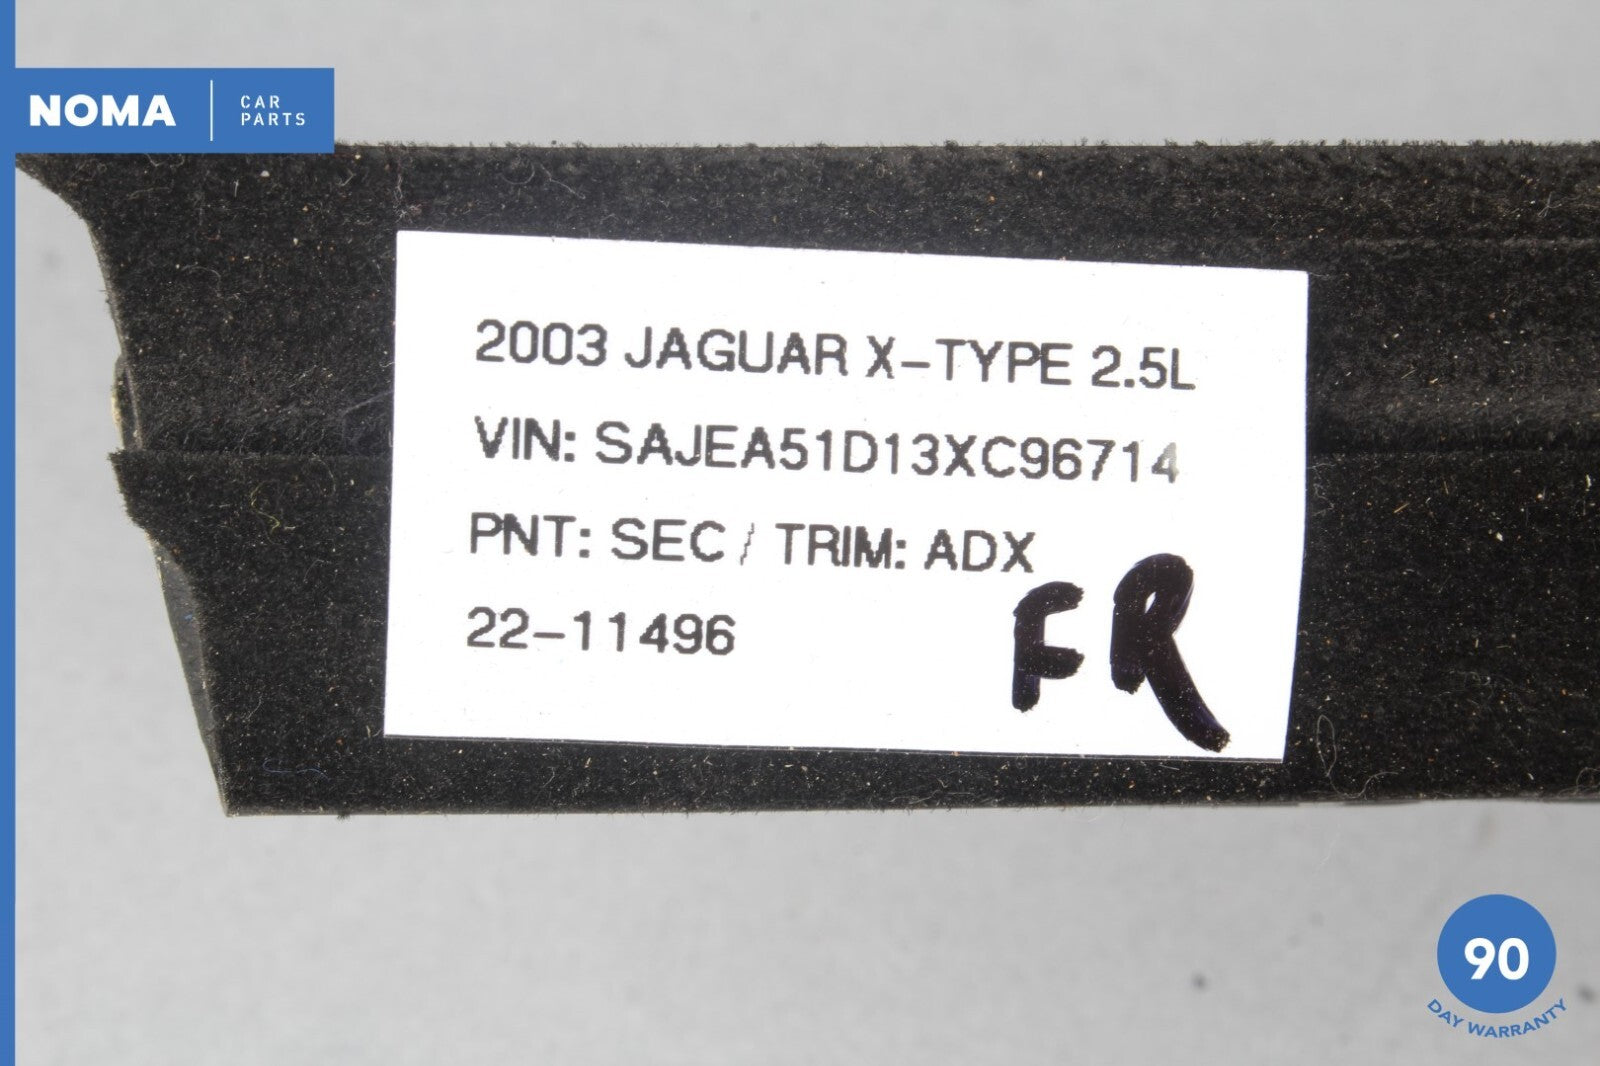 NOMA
CAR
PARTS
2003 JAGUAR X-TYPE 2.5L
VIN: SAJEA51D13XC96714
PNT: SEC / TRIM: ADX
22-11496
FR
90
DAY WARRANTY